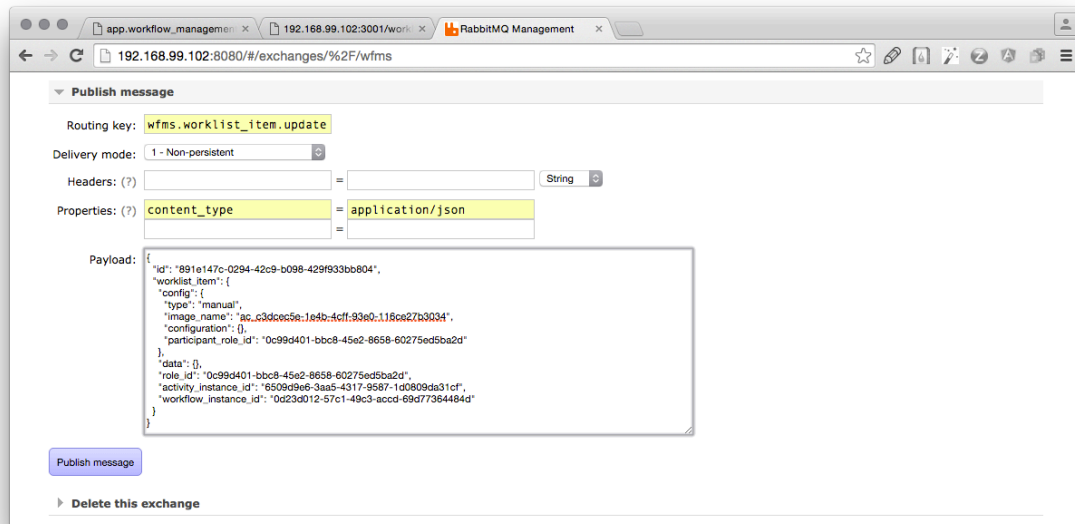 app.workflow_managemen
192.168.99.102:3001/work
RabbitMQ Management
192.168.99.102:8080/#/exchanges/%2F/wfms
Publish message
Routing key: wfms.worklist_item.update
Delivery mode: 1 - Non-persistent
Headers: (?) = String
Properties: (?) content_type = application/json
=
Payload: {
"id": "891e147c-0294-42c9-b098-429f933bb804",
"worklist_item": {
"config": {
"type": "manual",
"image_name": "ac_c3dcec5e-1e4b-4cff-93e0-116ce27b3034",
"configuration": {},
"participant_role_id": "0c99d401-bbc8-45e2-8658-60275ed5ba2d"
},
"data": {},
"role_id": "0c99d401-bbc8-45e2-8658-60275ed5ba2d",
"activity_instance_id": "6509d9e6-3aa5-4317-9587-1d0809da31cf",
"workflow_instance_id": "0d23d012-57c1-49c3-accd-69d77364484d"
}
}
Publish message
Delete this exchange